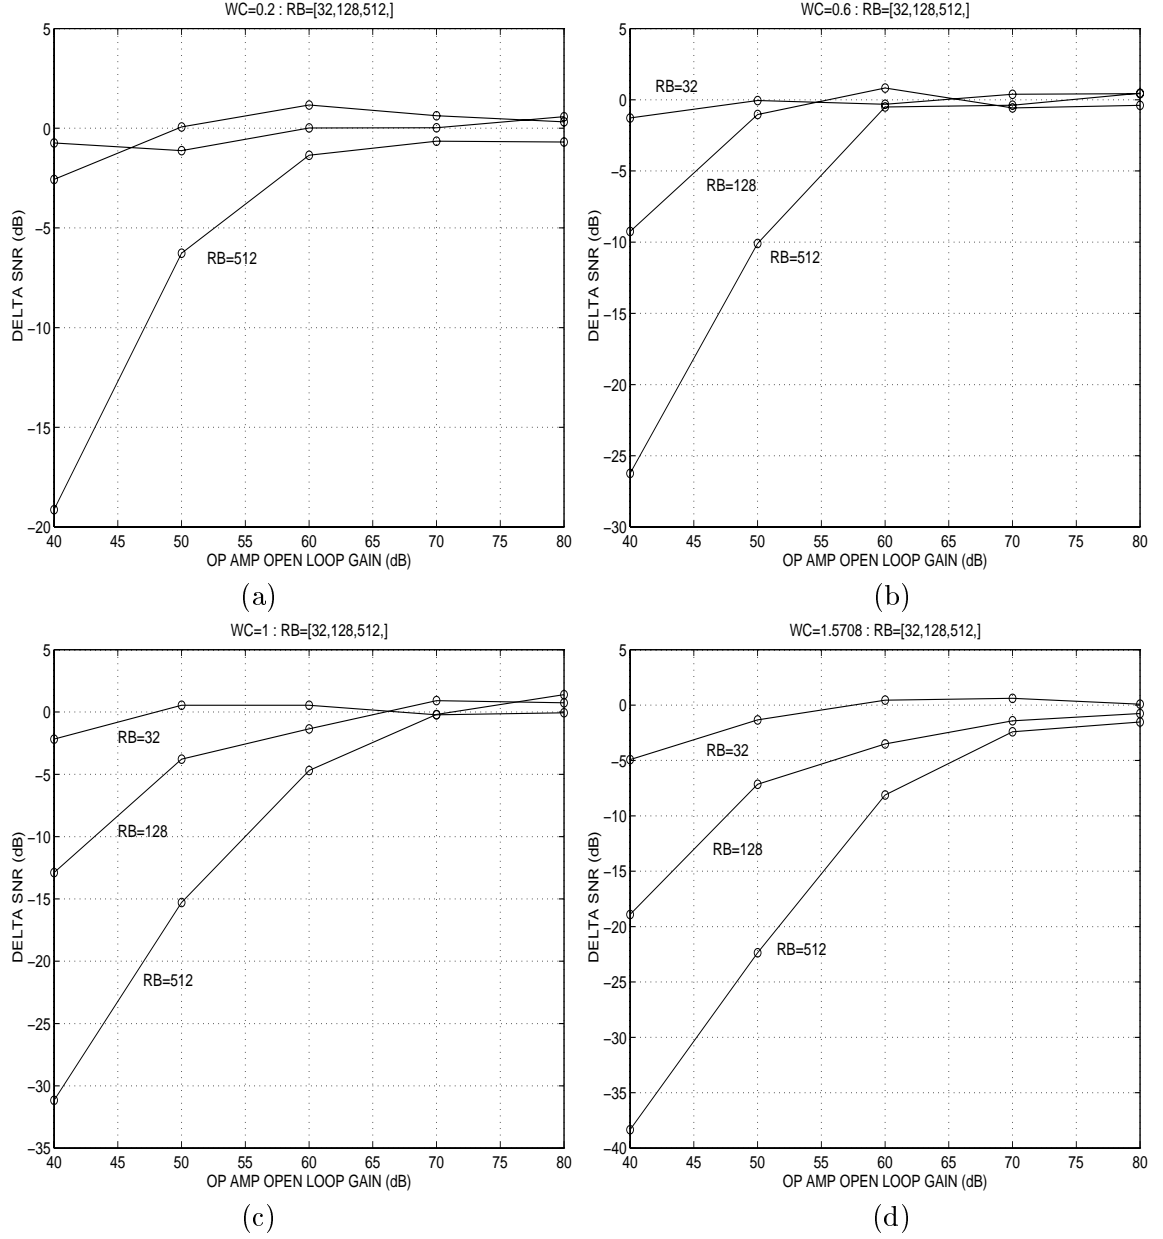 WC=0.2 : RB=[32,128,512,]
5
0
−5
−10
−15
−20
DELTA SNR (dB)
RB=512
40 45 50 55 60 65 70 75 80
OP AMP OPEN LOOP GAIN (dB)
(a)
WC=0.6 : RB=[32,128,512,]
5
0
−5
−10
−15
−20
−25
−30
DELTA SNR (dB)
RB=32
RB=128
RB=512
40 45 50 55 60 65 70 75 80
OP AMP OPEN LOOP GAIN (dB)
(b)
WC=1 : RB=[32,128,512,]
5
0
−5
−10
−15
−20
−25
−30
−35
DELTA SNR (dB)
RB=32
RB=128
RB=512
40 45 50 55 60 65 70 75 80
OP AMP OPEN LOOP GAIN (dB)
(c)
WC=1.5708 : RB=[32,128,512,]
5
0
−5
−10
−15
−20
−25
−30
−35
−40
DELTA SNR (dB)
RB=32
RB=128
RB=512
40 45 50 55 60 65 70 75 80
OP AMP OPEN LOOP GAIN (dB)
(d)